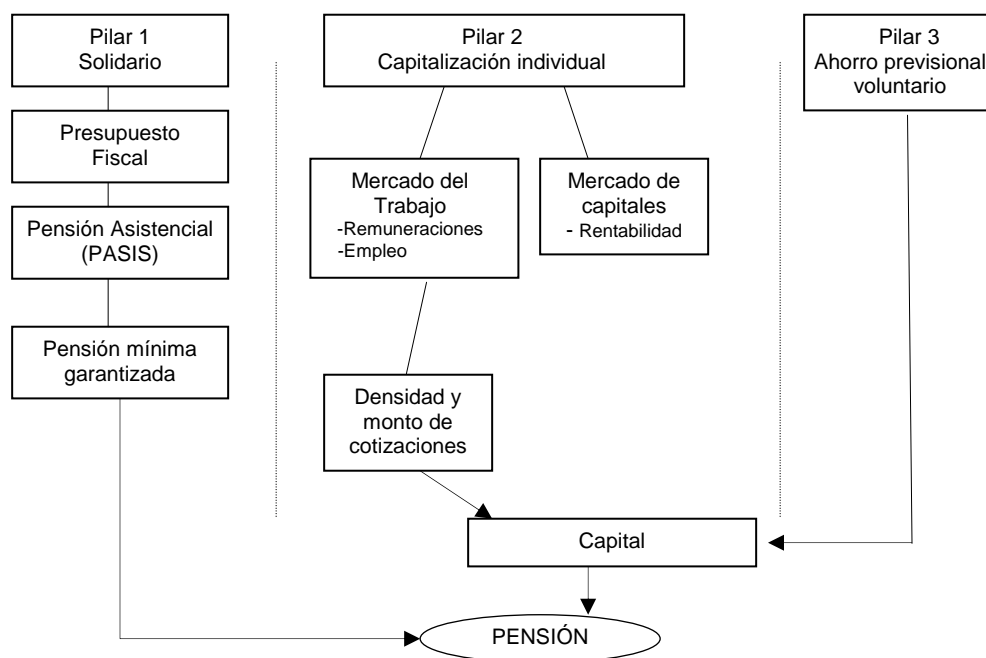 Pilar 1
Solidario
Presupuesto
Fiscal
Pensión Asistencial
(PASIS)
Pensión mínima
garantizada
Pilar 2
Capitalización individual
Mercado del
Trabajo
-Remuneraciones
-Empleo
Mercado de
capitales
- Rentabilidad
Densidad y
monto de
cotizaciones
Pilar 3
Ahorro previsional
voluntario
Capital
PENSIÓN